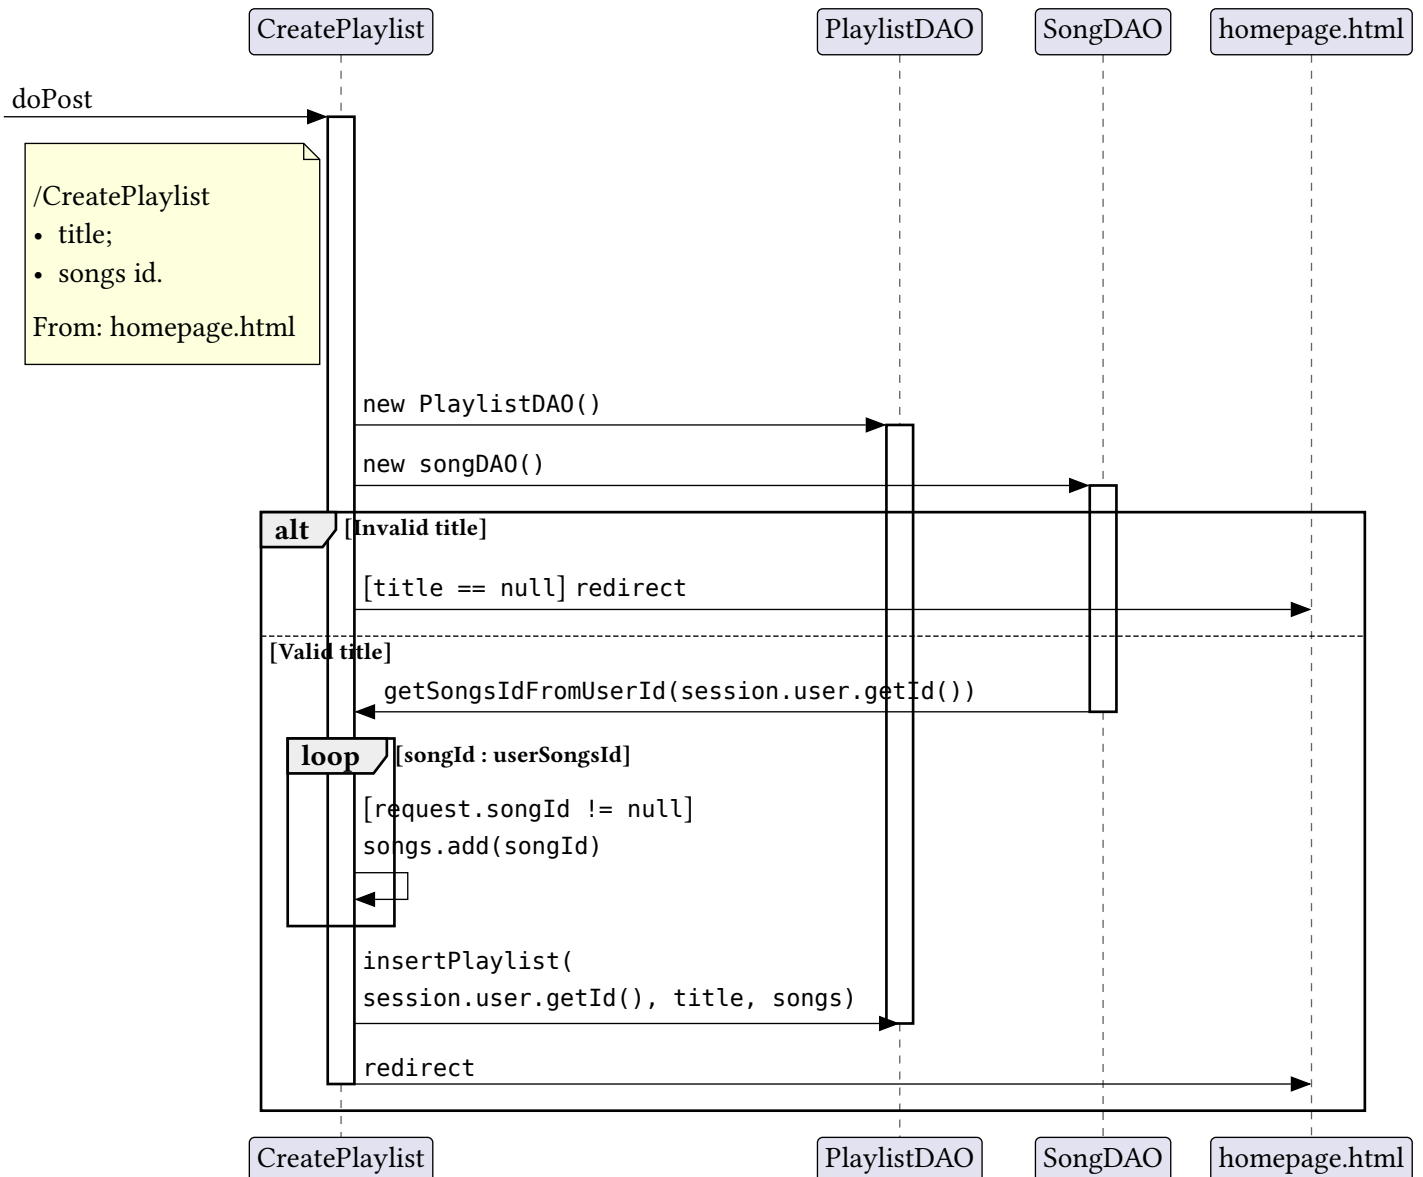 CreatePlaylist PlaylistDAO SongDAO homepage.html
doPost
/CreatePlaylist
• title;
• songs id.
From: homepage.html
new PlaylistDAO()
new songDAO()
alt [Invalid title]
[title == null] redirect
[Valid title]
getSongsIdFromUserId(session.user.getId())
loop [songId : userSongsId]
[request.songId != null]
songs.add(songId)
insertPlaylist(
session.user.getId(), title, songs)
redirect
CreatePlaylist PlaylistDAO SongDAO homepage.html